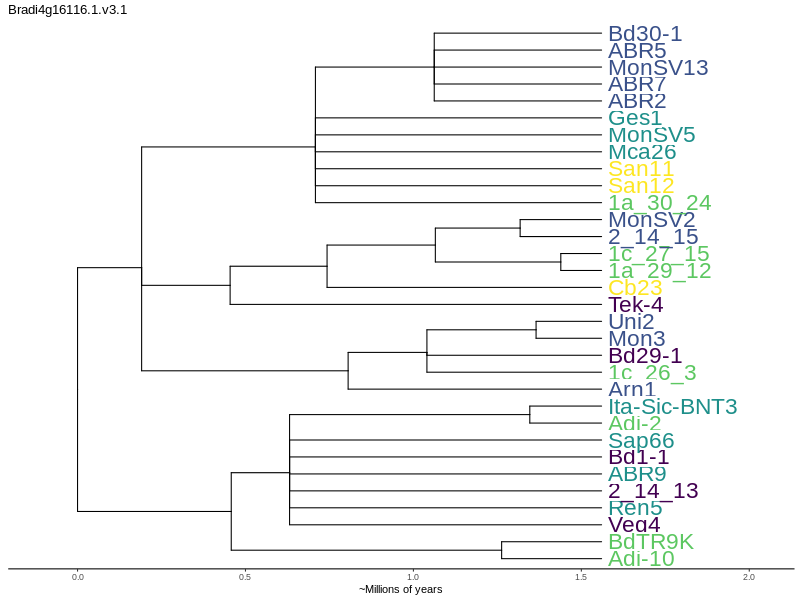 Bradi4g16116.1.v3.1
Bd30-1
ABR5
MonSV13
ABR7
ABR2
Ges1
MonSV5
Mca26
San11
San12
1a_30_24
MonSV2
2_14_15
1c_27_15
1a_29_12
Cb23
Tek-4
Uni2
Mon3
Bd29-1
1c_26_3
Arn1
Ita-Sic-BNT3
Adi-2
Sap66
Bd1-1
ABR9
2_14_13
Ren5
Veg4
BdTR9K
Adi-10
0.0 0.5 1.0 1.5 2.0
~Millions of years